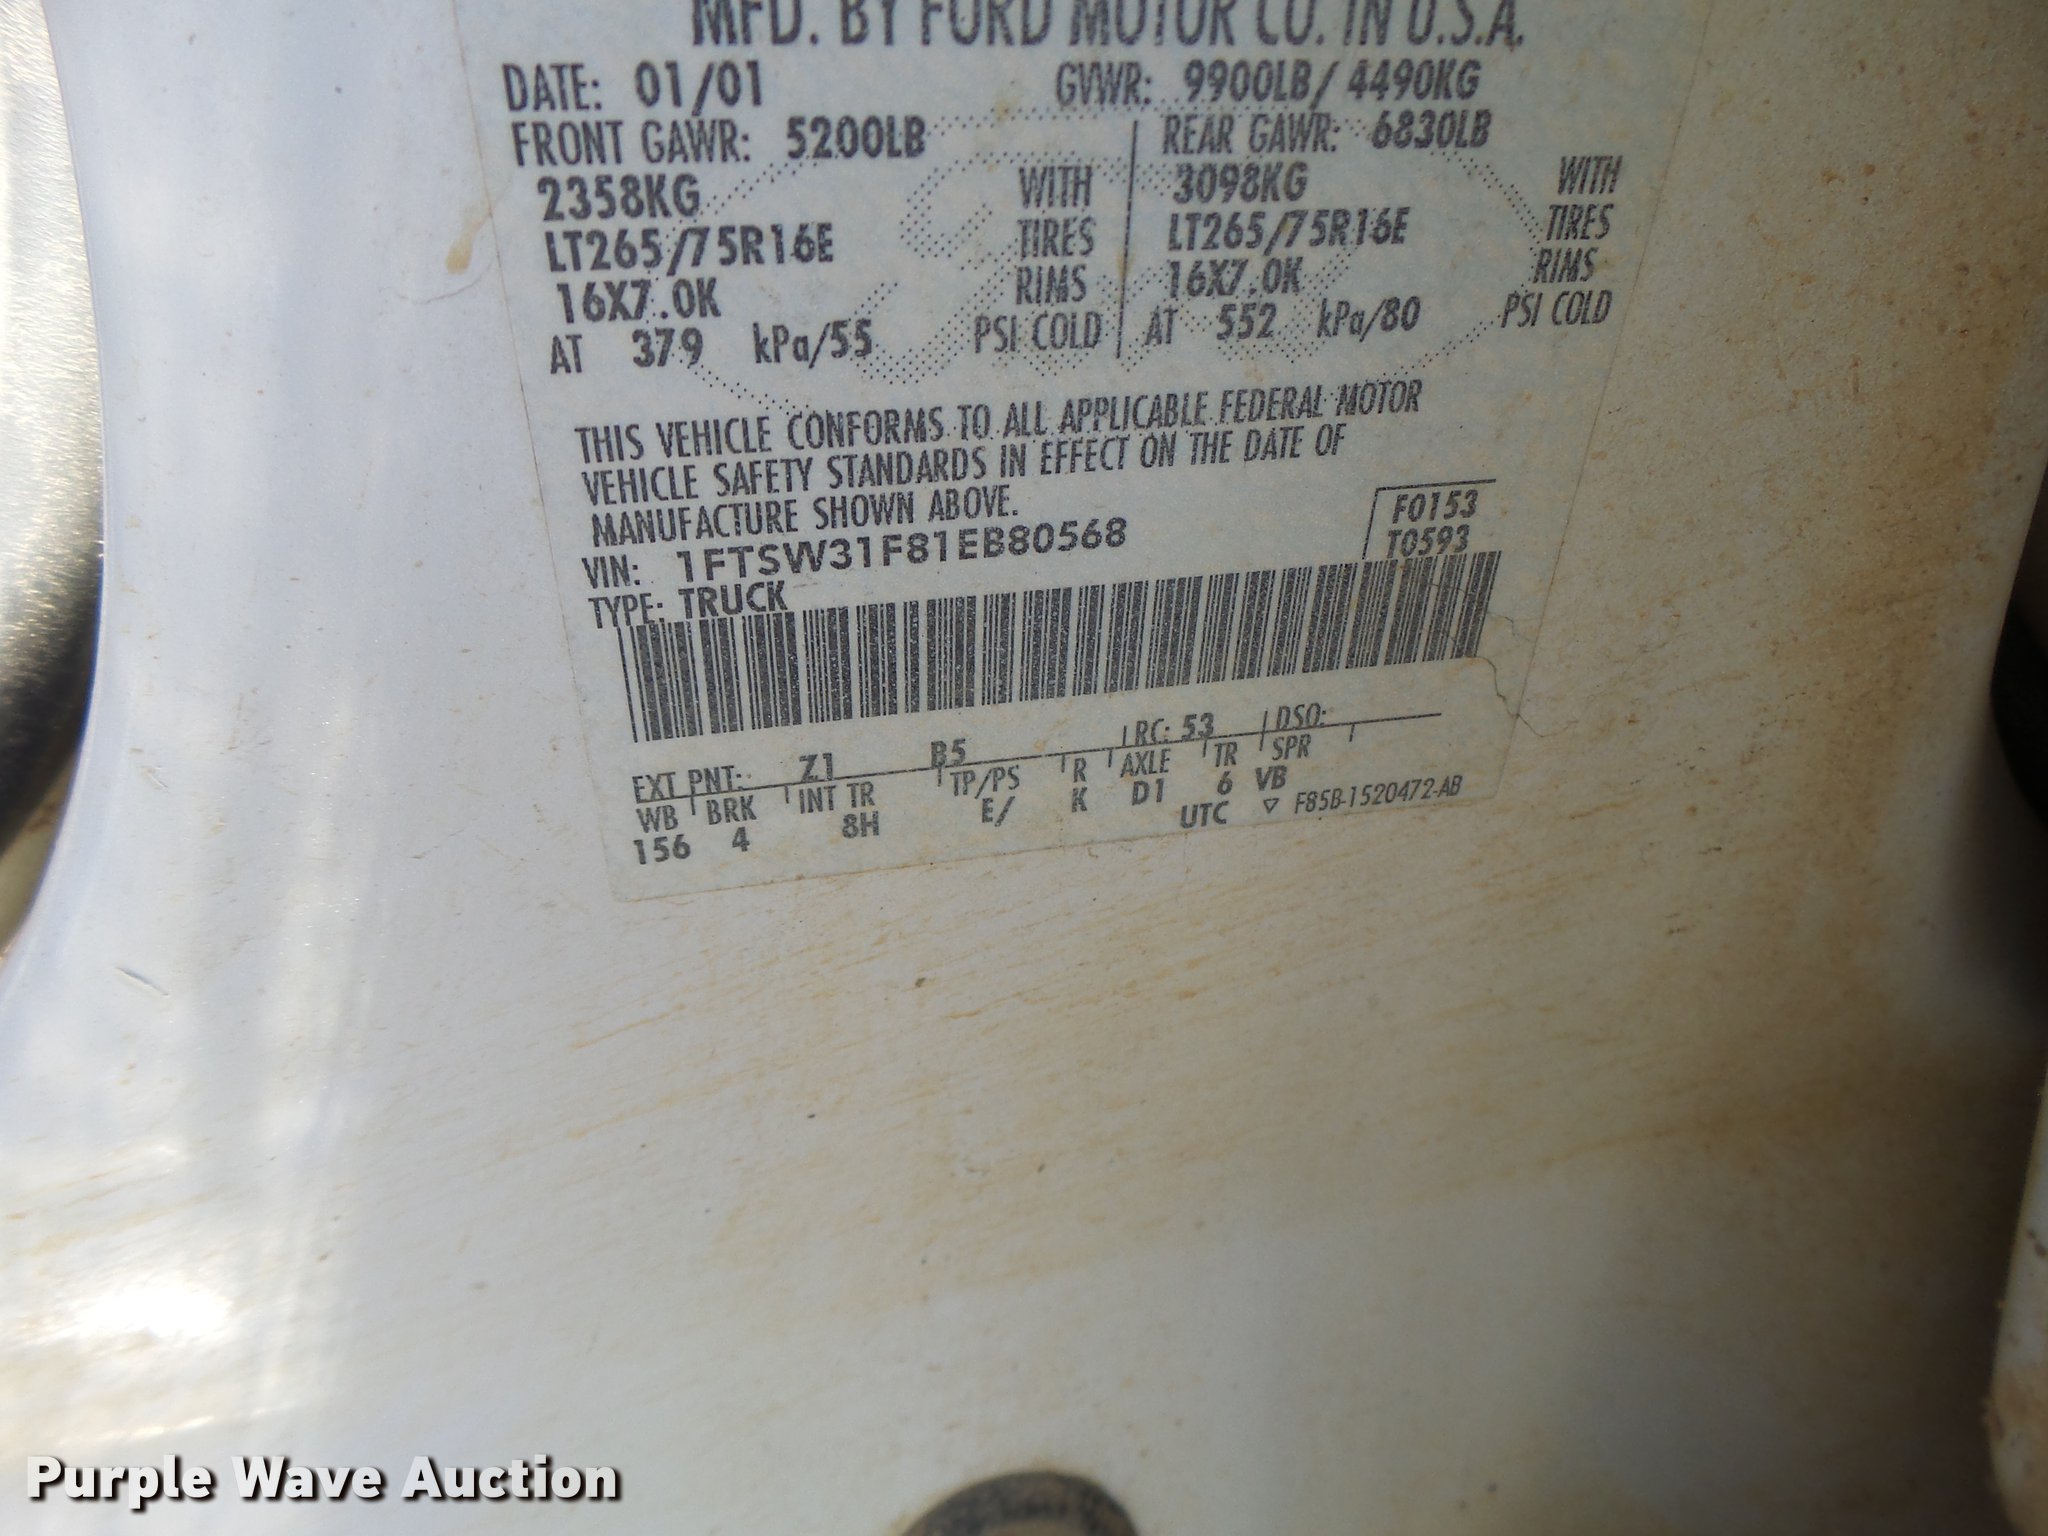 MFD. BY FORD MOTOR CO. IN U.S.A.
DATE: 01/01 GVWR: 9900LB/ 4490KG
FRONT GAWR: 5200LB REAR GAWR: 6830LB
2358KG WITH 3098KG WITH
LT265/75R16E TIRES LT265/75R16E TIRES
16X7.0K RIMS 16X7.0K RIMS
AT 379 kPa/55 PSI COLD AT 552 kPa/80 PSI COLD
THIS VEHICLE CONFORMS TO ALL APPLICABLE FEDERAL MOTOR
VEHICLE SAFETY STANDARDS IN EFFECT ON THE DATE OF
MANUFACTURE SHOWN ABOVE.
F0153
VIN: 1FTSW31F81EB80568 T0593
TYPE: TRUCK
EXT PNT: Z1 B5 RC: 53 DSO:
WB BRK INT TR TP/PS R AXLE TR SPR
156 4 8H E/ K D1 6 VB
UTC ▽ F85B-1520472-AB
Purple Wave Auction